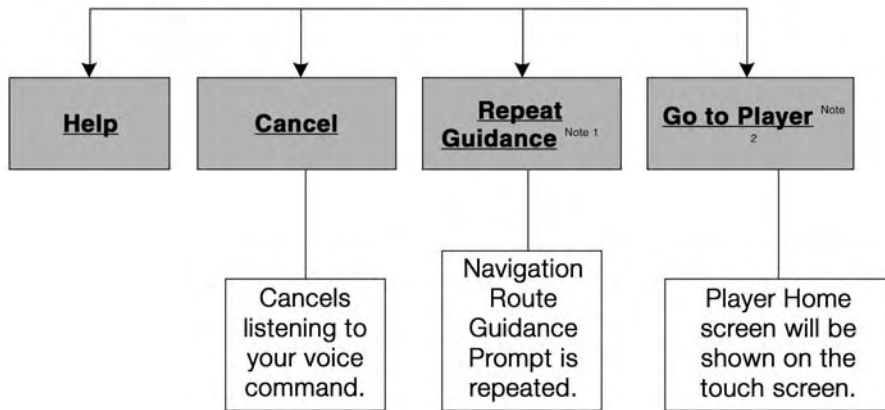 Help
Cancel
Repeat
Guidance Note 1
Go to Player Note
2
Cancels
listening to
your voice
command.
Navigation
Route
Guidance
Prompt is
repeated.
Player Home
screen will be
shown on the
touch screen.